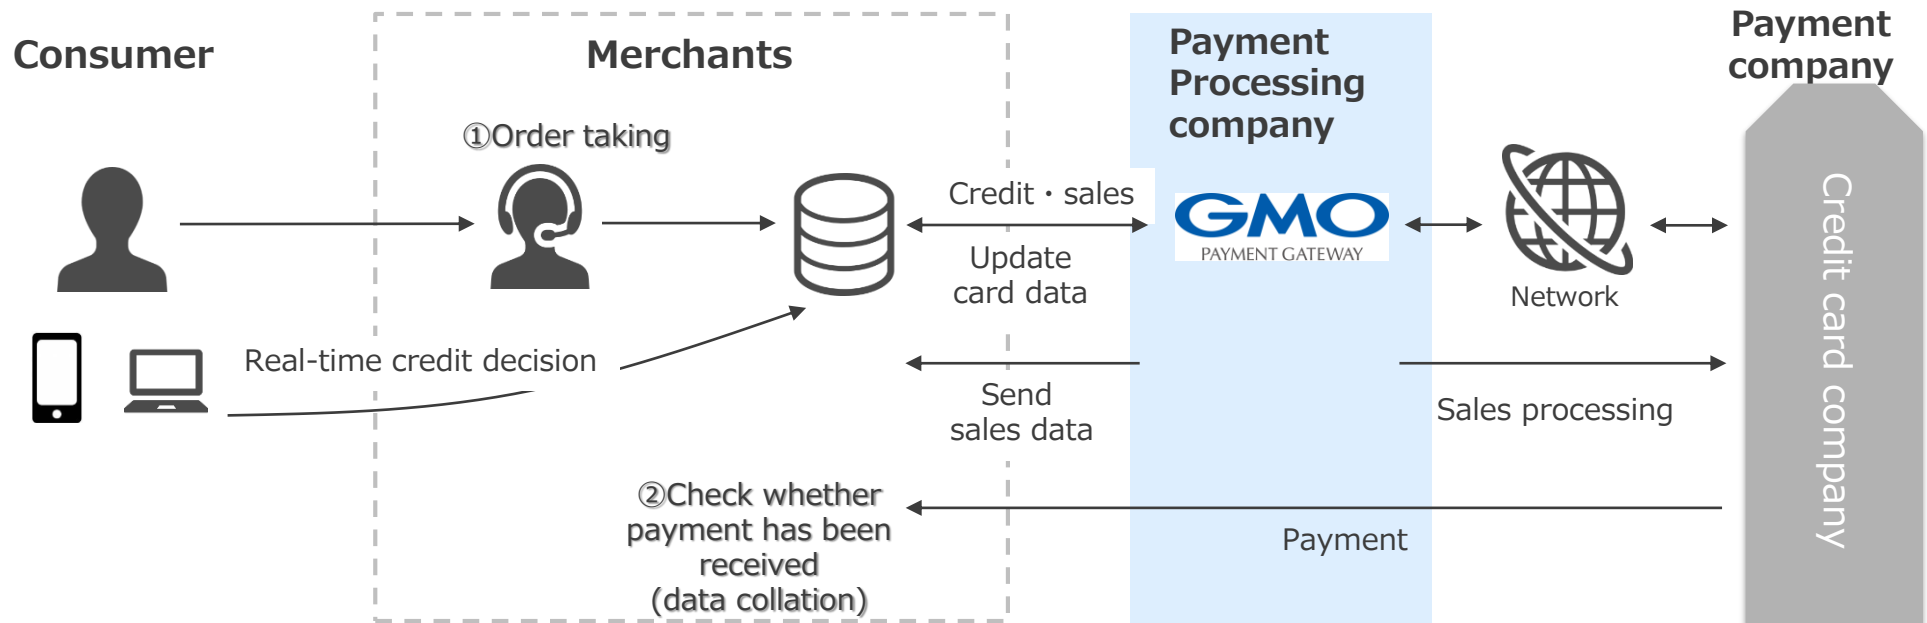 Consumer
Merchants
Payment
Processing
company
Payment
company
①Order taking
Credit・sales
GMO
PAYMENT GATEWAY
Update
card data
Network
Real-time credit decision
Send
sales data
Sales processing
②Check whether
payment has been
received
(data collation)
Payment
Credit card company